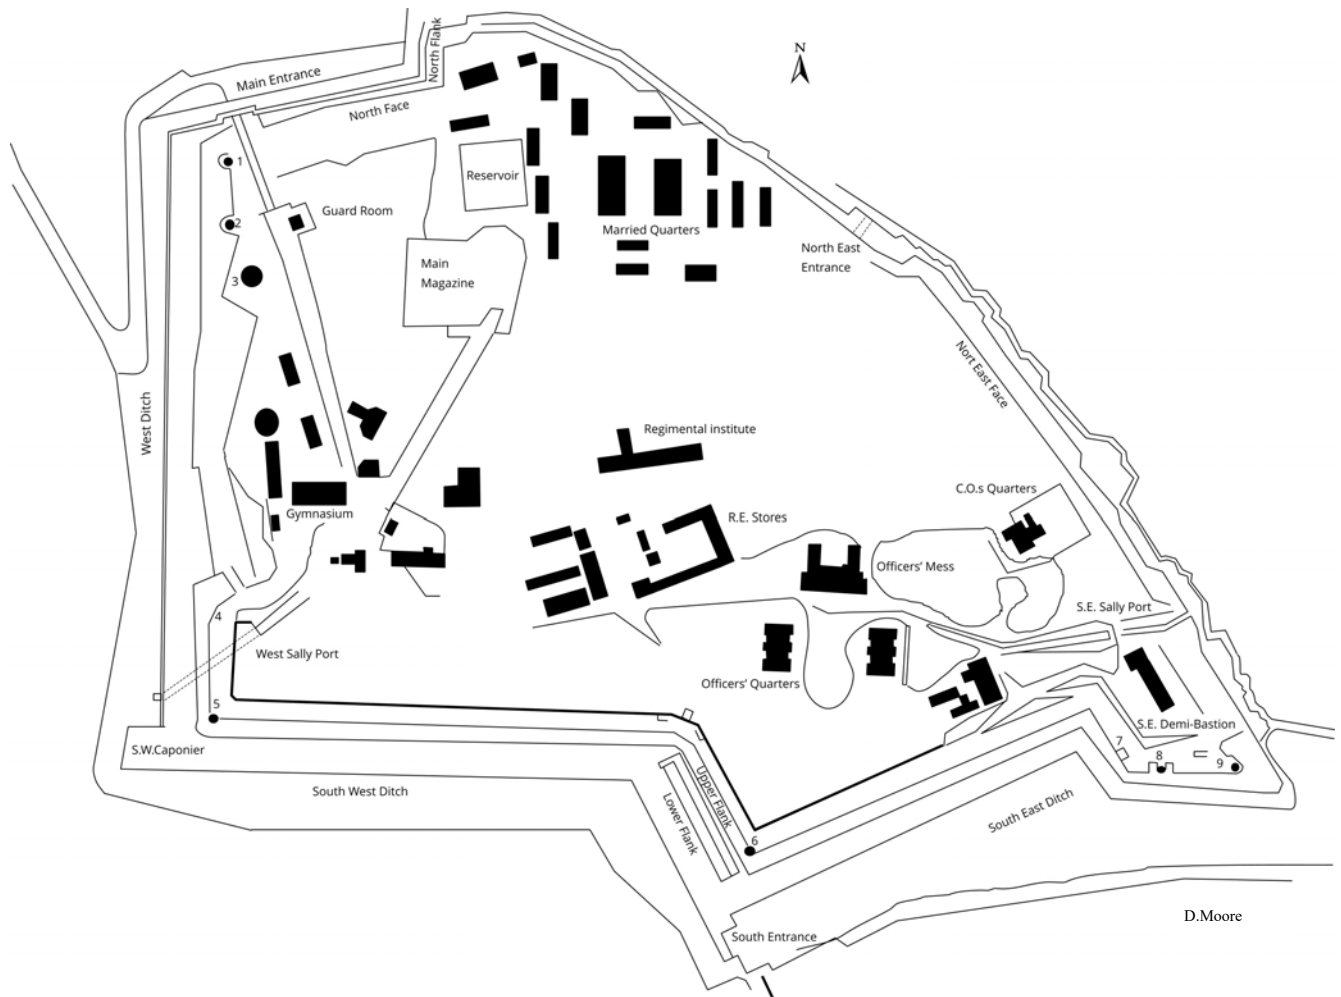 N
Main Entrance
North Flank
North Face
1
Reservoir
2
Guard Room
Married Quarters
North East
Entrance
Main
Magazine
3
Nort East Face
West Ditch
Regimental institute
C.O.s Quarters
Gymnasium
R.E. Stores
Officers' Mess
S.E. Sally Port
4
West Sally Port
Officers' Quarters
5
S.E. Demi-Bastion
S.W.Caponier
7
8
9
South West Ditch
Upper Flank
Lower Flank
South East Ditch
6
D.Moore
South Entrance